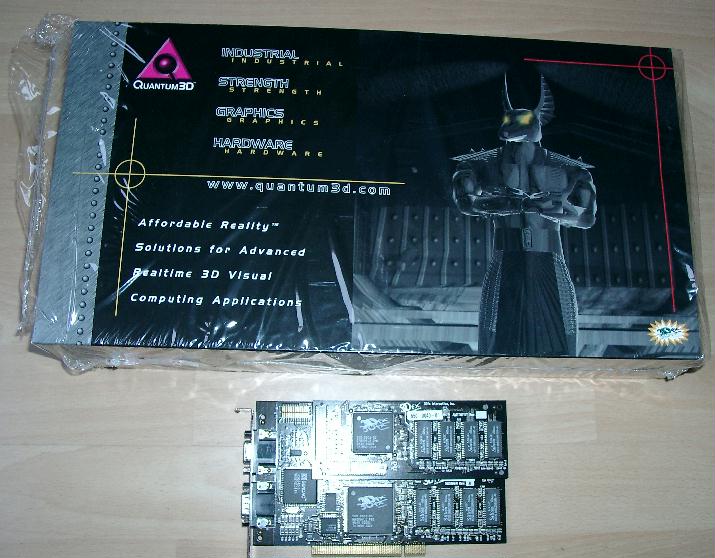 QUANTUM3D
INDUSTRIAL
INDUSTRIAL
STRENGTH
STRENGTH
GRAPHICS
GRAPHICS
HARDWARE
HARDWARE
www.quantum3d.com
Affordable Reality™
Solutions for Advanced
Realtime 3D Visual
Computing Applications